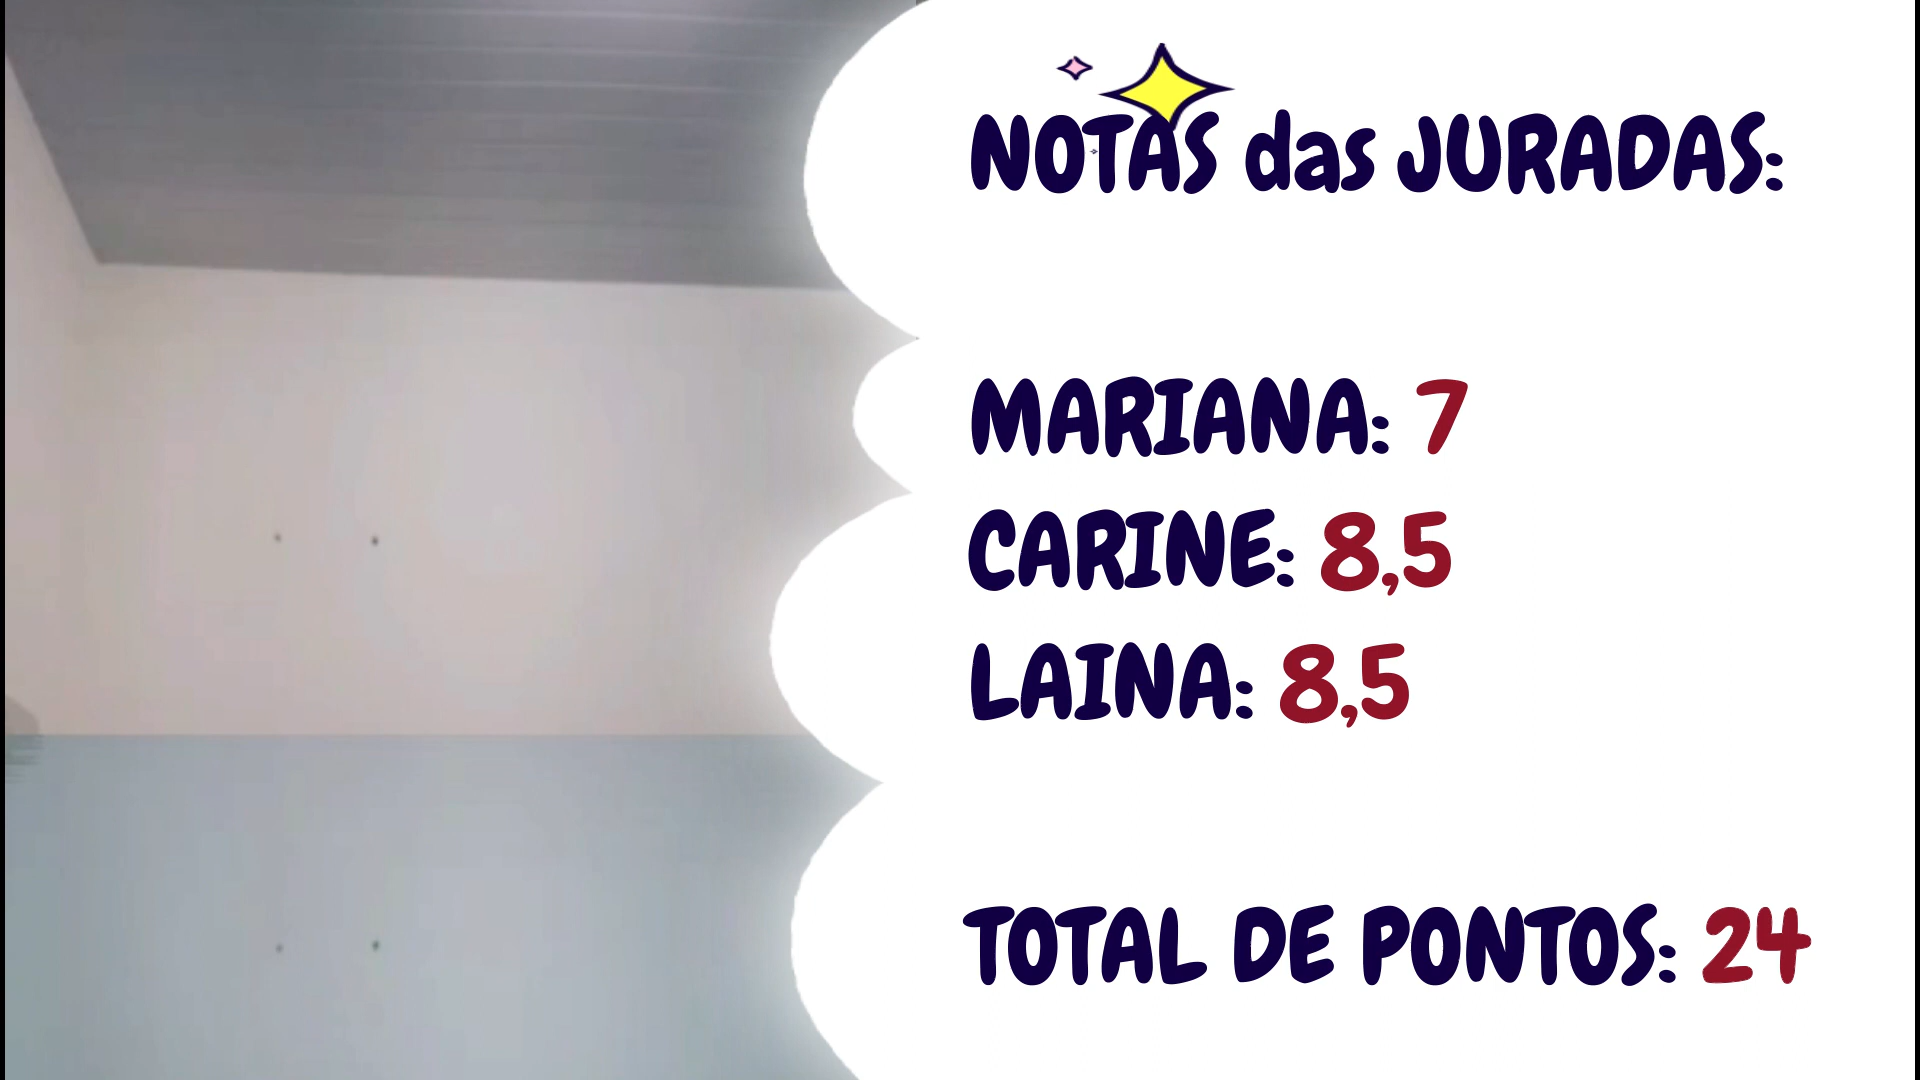 NOTAS das JURADAS:
MARIANA: 7
CARINE: 8,5
LAINA: 8,5
TOTAL DE PONTOS: 24